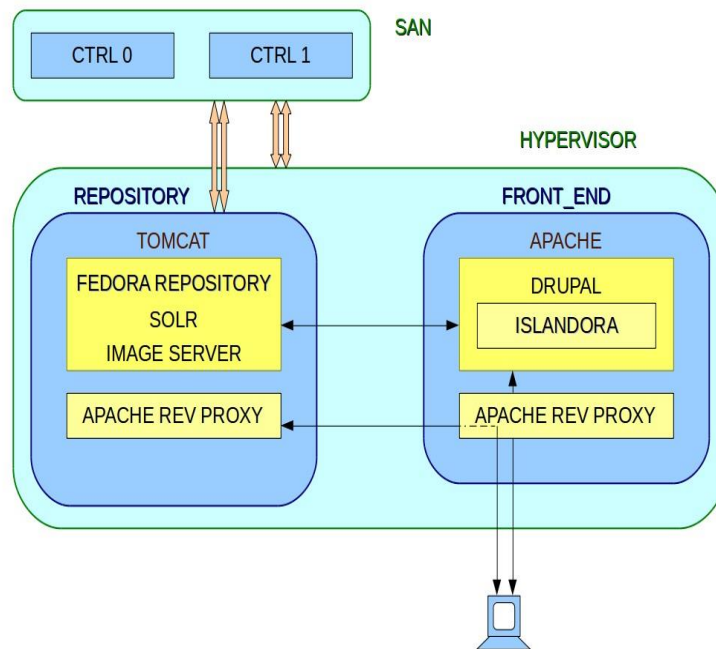 SAN
CTRL 0
CTRL 1
HYPERVISOR
REPOSITORY
FRONT_END
TOMCAT
FEDORA REPOSITORY
SOLR
IMAGE SERVER
APACHE REV PROXY
APACHE
DRUPAL
ISLANDORA
APACHE REV PROXY